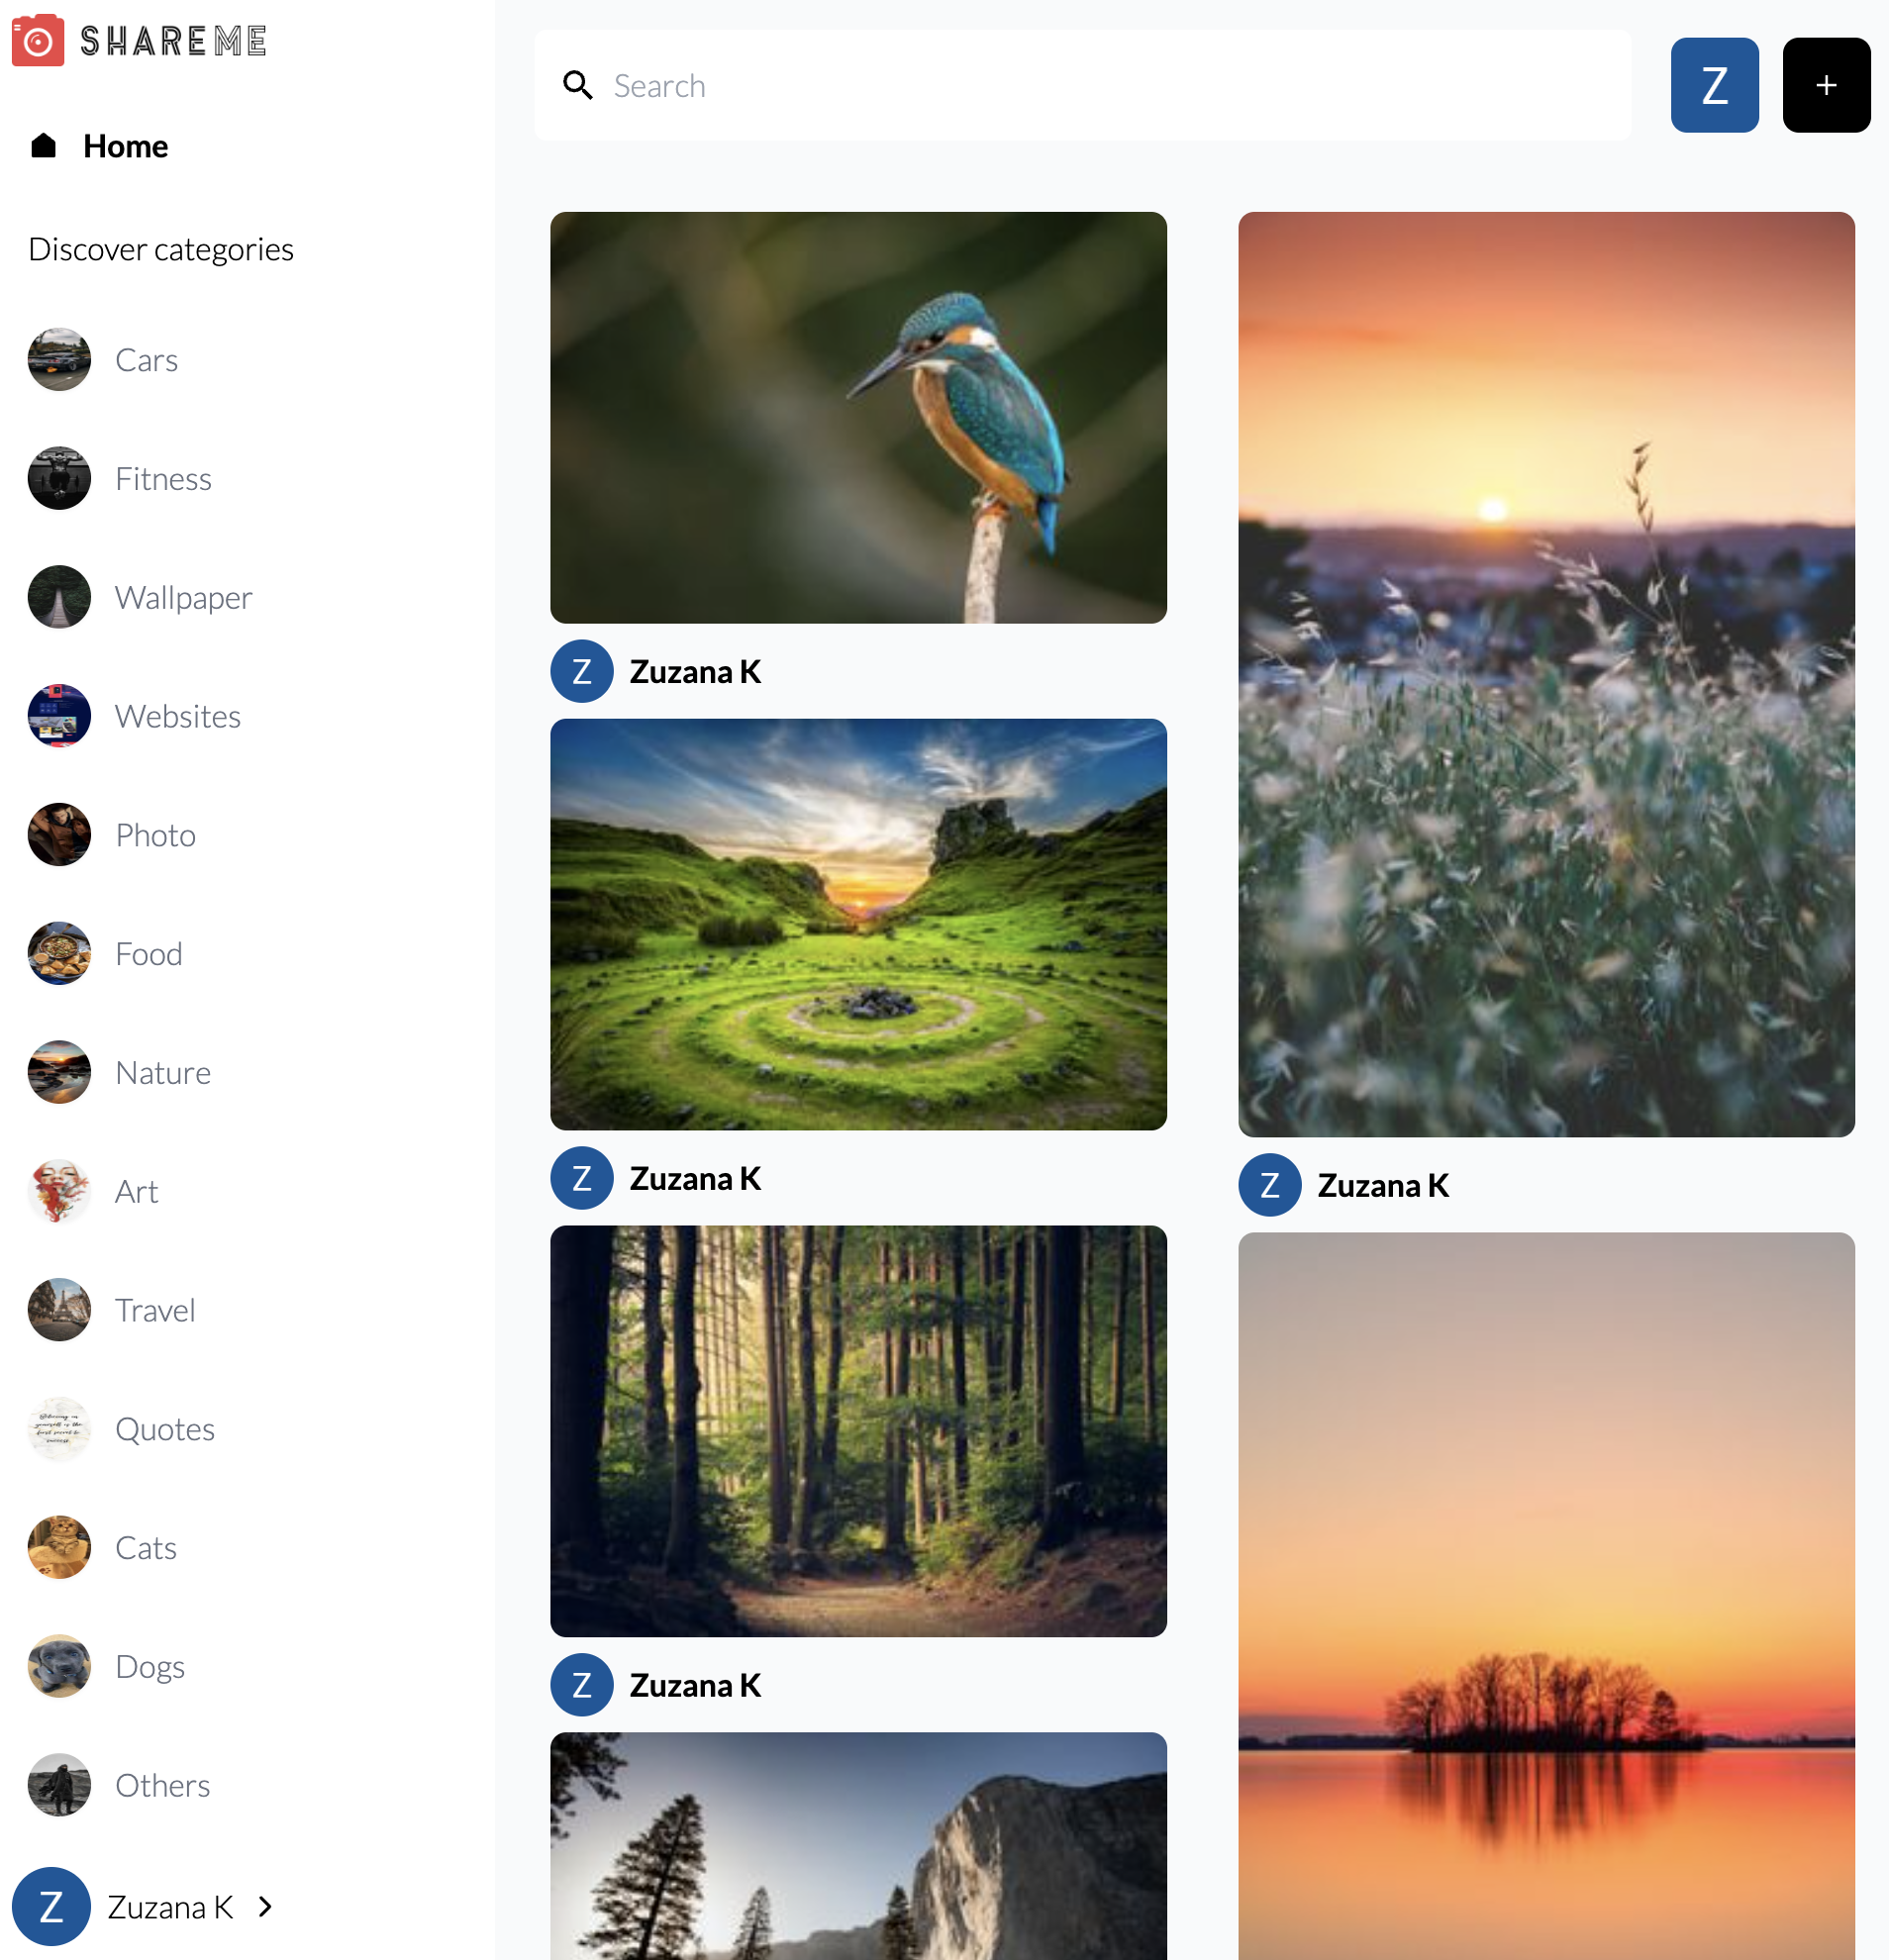 SHAREME
Home
Discover categories
Cars
Fitness
Wallpaper
Websites
Photo
Food
Nature
Art
Travel
Quotes
Cats
Dogs
Others
Z Zuzana K
Search
Z +
Z Zuzana K
Z Zuzana K
Z Zuzana K
Z Zuzana K